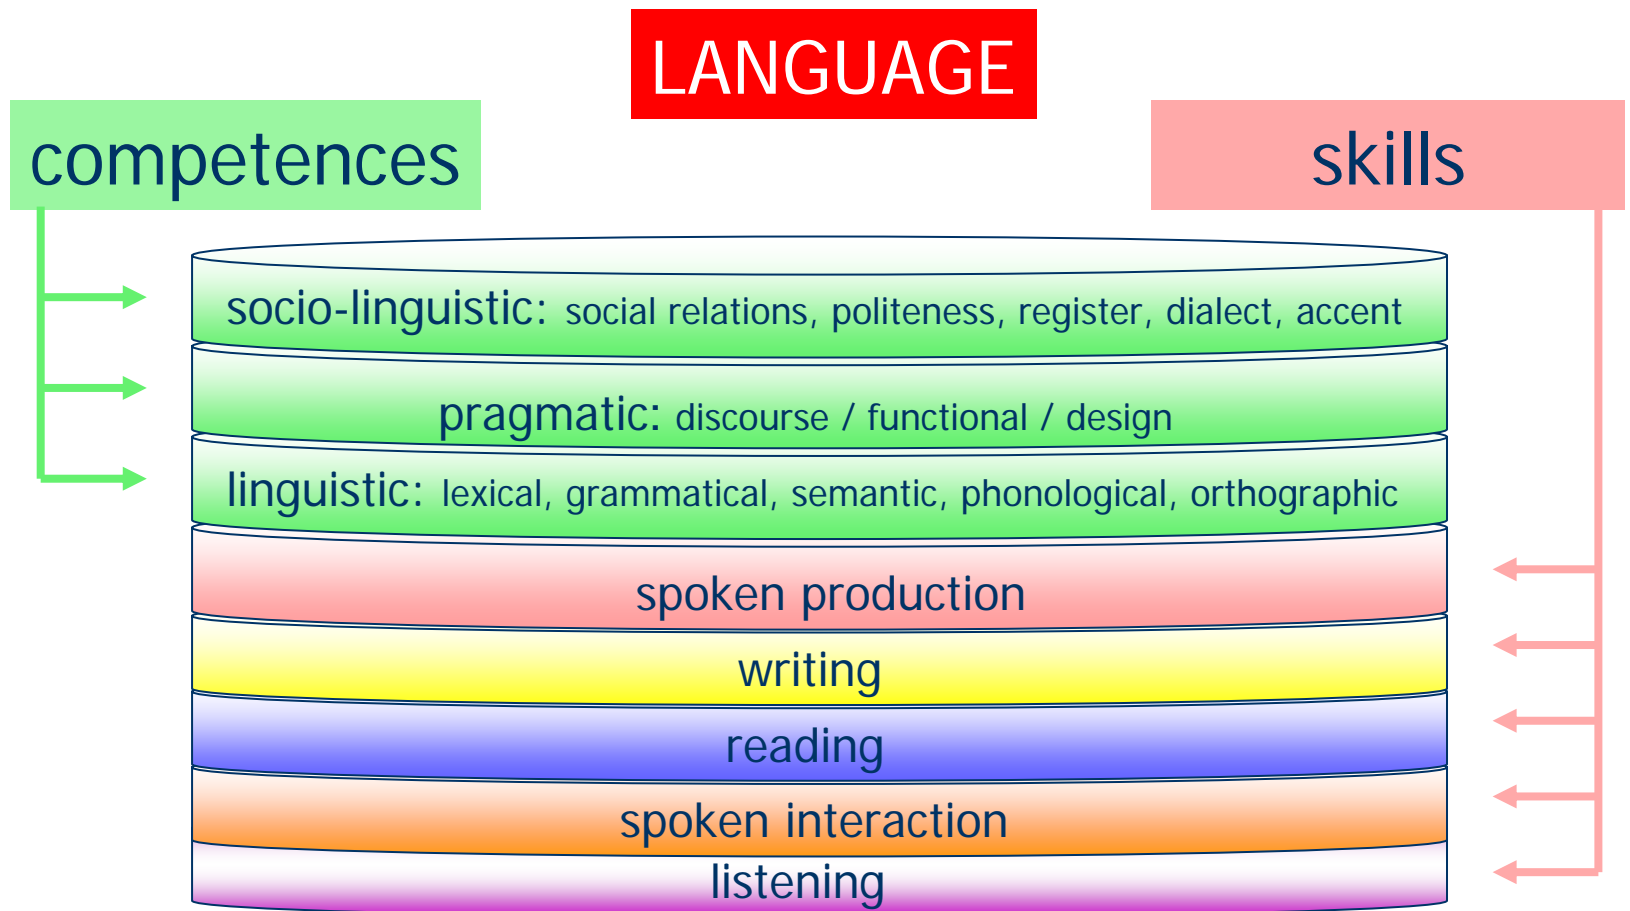 LANGUAGE
competences
skills
socio-linguistic: social relations, politeness, register, dialect, accent
pragmatic: discourse / functional / design
linguistic: lexical, grammatical, semantic, phonological, orthographic
spoken production
writing
reading
spoken interaction
listening